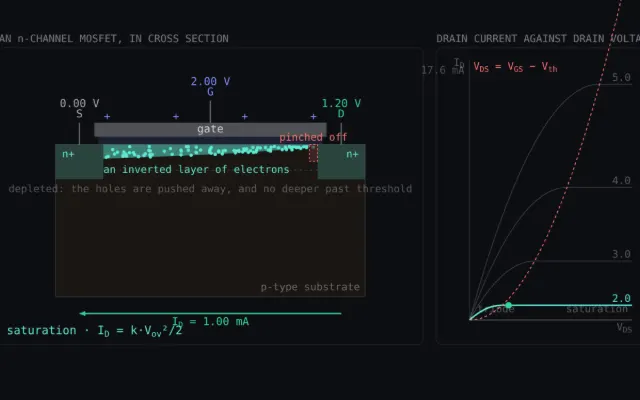 AN n-CHANNEL MOSFET, IN CROSS SECTION
2.00 V
G
0.00 V
S
1.20 V
D
+ + + +
gate
pinched off
n+
n+
an inverted layer of electrons
depleted: the holes are pushed away, and no deeper past threshold
p-type substrate
I_D = 1.00 mA
saturation · I_D = k·V_ov²/2
DRAIN CURRENT AGAINST DRAIN VOLTA
I_D
17.6 mA
V_DS = V_GS − V_th
5.0
4.0
3.0
2.0
saturation
V_DS